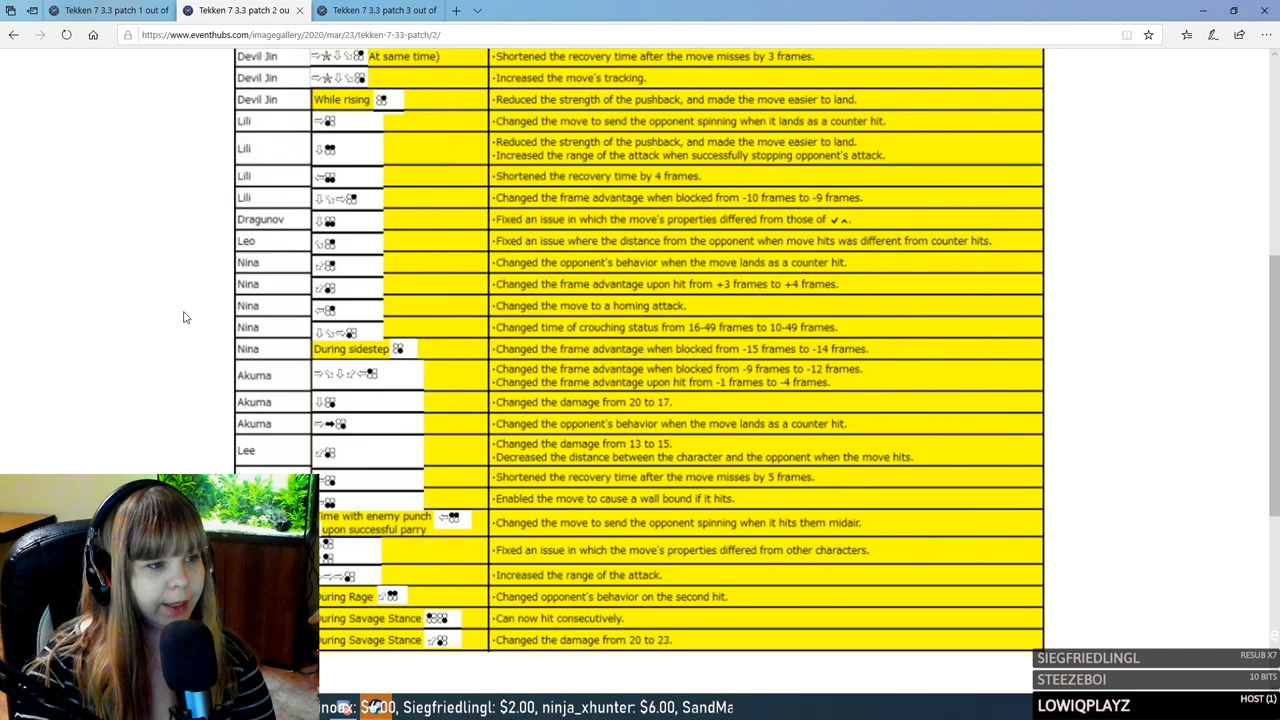 Tekken 7 3.3 patch 1 out of
Tekken 7 3.3 patch 2 ou
Tekken 7 3.3 patch 3 out of
https://www.eventhubs.com/imagegallery/2020/mar/23/tekken-7-33-patch/2/
Devil Jin At same time) •Shortened the recovery time after the move misses by 3 frames.
Devil Jin •Increased the move's tracking.
Devil Jin While rising •Reduced the strength of the pushback, and made the move easier to land.
Lili •Changed the move to send the opponent spinning when it lands as a counter hit.
Lili •Reduced the strength of the pushback, and made the move easier to land.
•Increased the range of the attack when successfully stopping opponent's attack.
Lili •Shortened the recovery time by 4 frames.
Lili •Changed the frame advantage when blocked from -10 frames to -9 frames.
Dragunov •Fixed an issue in which the move's properties differed from those of
Leo •Fixed an issue where the distance from the opponent when move hits was different from counter hits.
Nina •Changed the opponent's behavior when the move lands as a counter hit.
Nina •Changed the frame advantage upon hit from +3 frames to +4 frames.
Nina •Changed the move to a homing attack.
Nina •Changed time of crouching status from 16-49 frames to 10-49 frames.
Nina During sidestep •Changed the frame advantage when blocked from -15 frames to -14 frames.
Akuma •Changed the frame advantage when blocked from -9 frames to -12 frames.
•Changed the frame advantage upon hit from -1 frames to -4 frames.
Akuma •Changed the damage from 20 to 17.
Akuma •Changed the opponent's behavior when the move lands as a counter hit.
Lee •Changed the damage from 13 to 15.
•Decreased the distance between the character and the opponent when the move hits.
•Shortened the recovery time after the move misses by 5 frames.
•Enabled the move to cause a wall bound if it hits.
ime with enemy punch
upon successful parry •Changed the move to send the opponent spinning when it hits them midair.
•Fixed an issue in which the move's properties differed from other characters.
•Increased the range of the attack.
During Rage •Changed opponent's behavior on the second hit.
During Savage Stance •Can now hit consecutively.
During Savage Stance •Changed the damage from 20 to 23.
SIEGFRIEDLINGL RESUB X7
STEEZEBOI 10 BITS
LOWIQPLAYZ HOST (1)
$6.00, Siegfriedlingl: $2.00, ninja_xhunter: $6.00, SandMa